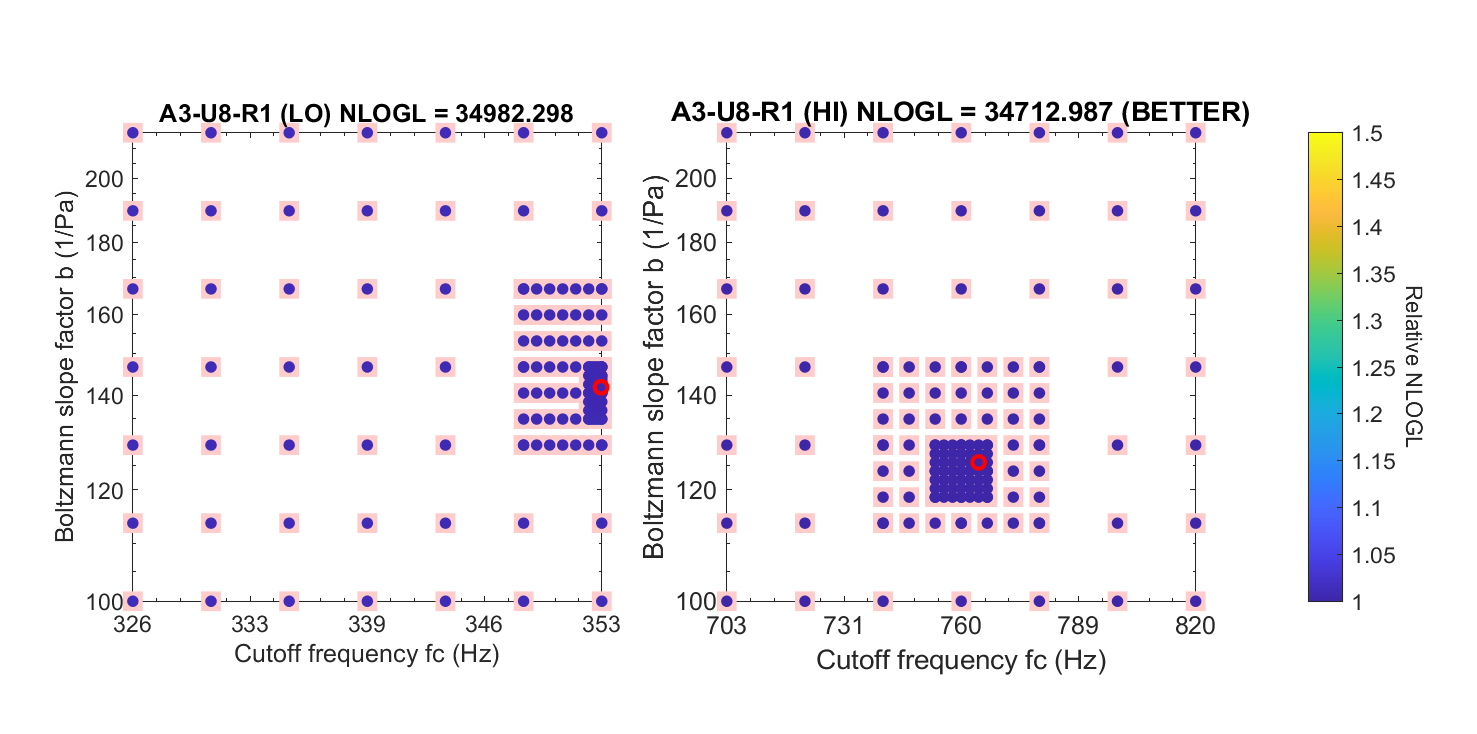 A3-U8-R1 (LO) NLOGL = 34982.298
200
180
160
140
120
100
326 333 339 346 353
Cutoff frequency fc (Hz)
Boltzmann slope factor b (1/Pa)
A3-U8-R1 (HI) NLOGL = 34712.987 (BETTER)
200
180
160
140
120
100
703 731 760 789 820
Cutoff frequency fc (Hz)
Boltzmann slope factor b (1/Pa)
1.5
1.45
1.4
1.35
1.3
1.25
1.2
1.15
1.1
1.05
1
Relative NLOGL